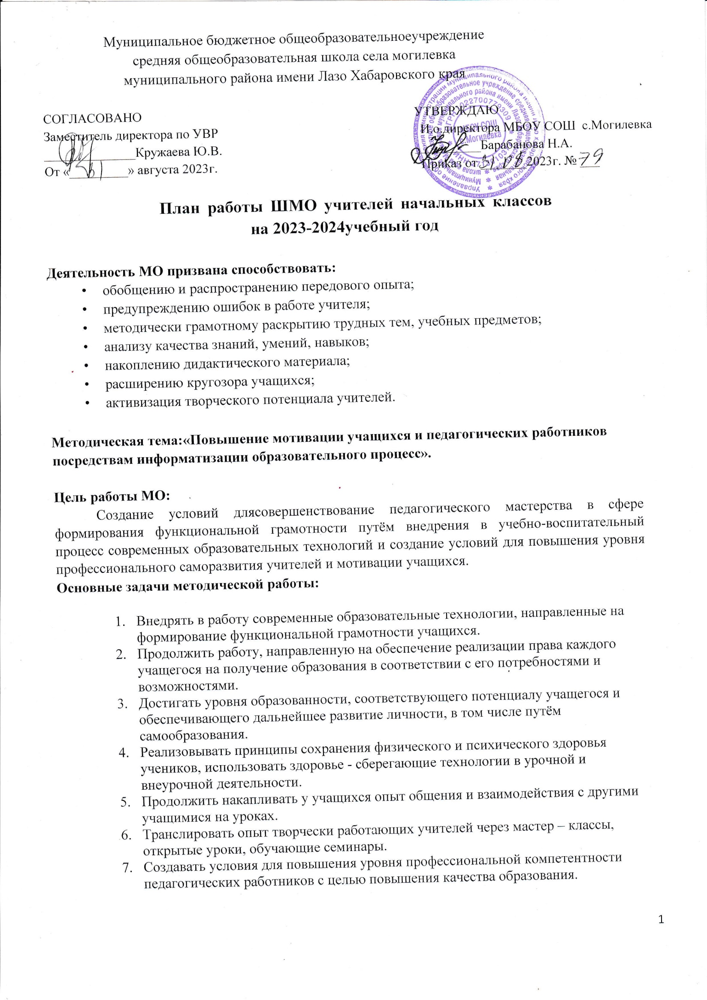 Муниципальное бюджетное общеобразовательноеучреждение
средняя общеобразовательная школа села могилевка
муниципального района имени Лазо Хабаровского края
СОГЛАСОВАНО
Заместитель директора по УВР
Кружаева Ю.В.
От «31» августа 2023г.
УТВЕРЖДАЮ
И.о.директора МБОУ СОШ с.Могилевка
Барабанова Н.А.
Приказ от 31 08 2023г. № 79
МБОУ СОШ
с.Могилевка
План работы ШМО учителей начальных классов
на 2023-2024учебный год
Деятельность МО призвана способствовать:
• обобщению и распространению передового опыта;
• предупреждению ошибок в работе учителя;
• методически грамотному раскрытию трудных тем, учебных предметов;
• анализу качества знаний, умений, навыков;
• накоплению дидактического материала;
• расширению кругозора учащихся;
• активизация творческого потенциала учителей.
Методическая тема:«Повышение мотивации учащихся и педагогических работников
посредствам информатизации образовательного процесс».
Цель работы МО:
Создание условий длясовершенствование педагогического мастерства в сфере
формирования функциональной грамотности путём внедрения в учебно-воспитательный
процесс современных образовательных технологий и создание условий для повышения уровня
профессионального саморазвития учителей и мотивации учащихся.
Основные задачи методической работы:
1. Внедрять в работу современные образовательные технологии, направленные на
формирование функциональной грамотности учащихся.
2. Продолжить работу, направленную на обеспечение реализации права каждого
учащегося на получение образования в соответствии с его потребностями и
возможностями.
3. Достигать уровня образованности, соответствующего потенциалу учащегося и
обеспечивающего дальнейшее развитие личности, в том числе путём
самообразования.
4. Реализовывать принципы сохранения физического и психического здоровья
учеников, использовать здоровье - сберегающие технологии в урочной и
внеурочной деятельности.
5. Продолжить накапливать у учащихся опыт общения и взаимодействия с другими
учащимися на уроках.
6. Транслировать опыт творчески работающих учителей через мастер – классы,
открытые уроки, обучающие семинары.
7. Создавать условия для повышения уровня профессиональной компетентности
педагогических работников с целью повышения качества образования.
1